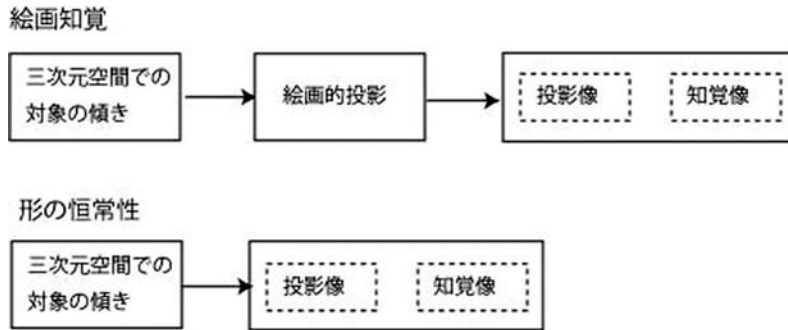 絵画知覚
三次元空間での
対象の傾き
絵画的投影
投影像
知覚像
形の恒常性
三次元空間での
対象の傾き
投影像
知覚像